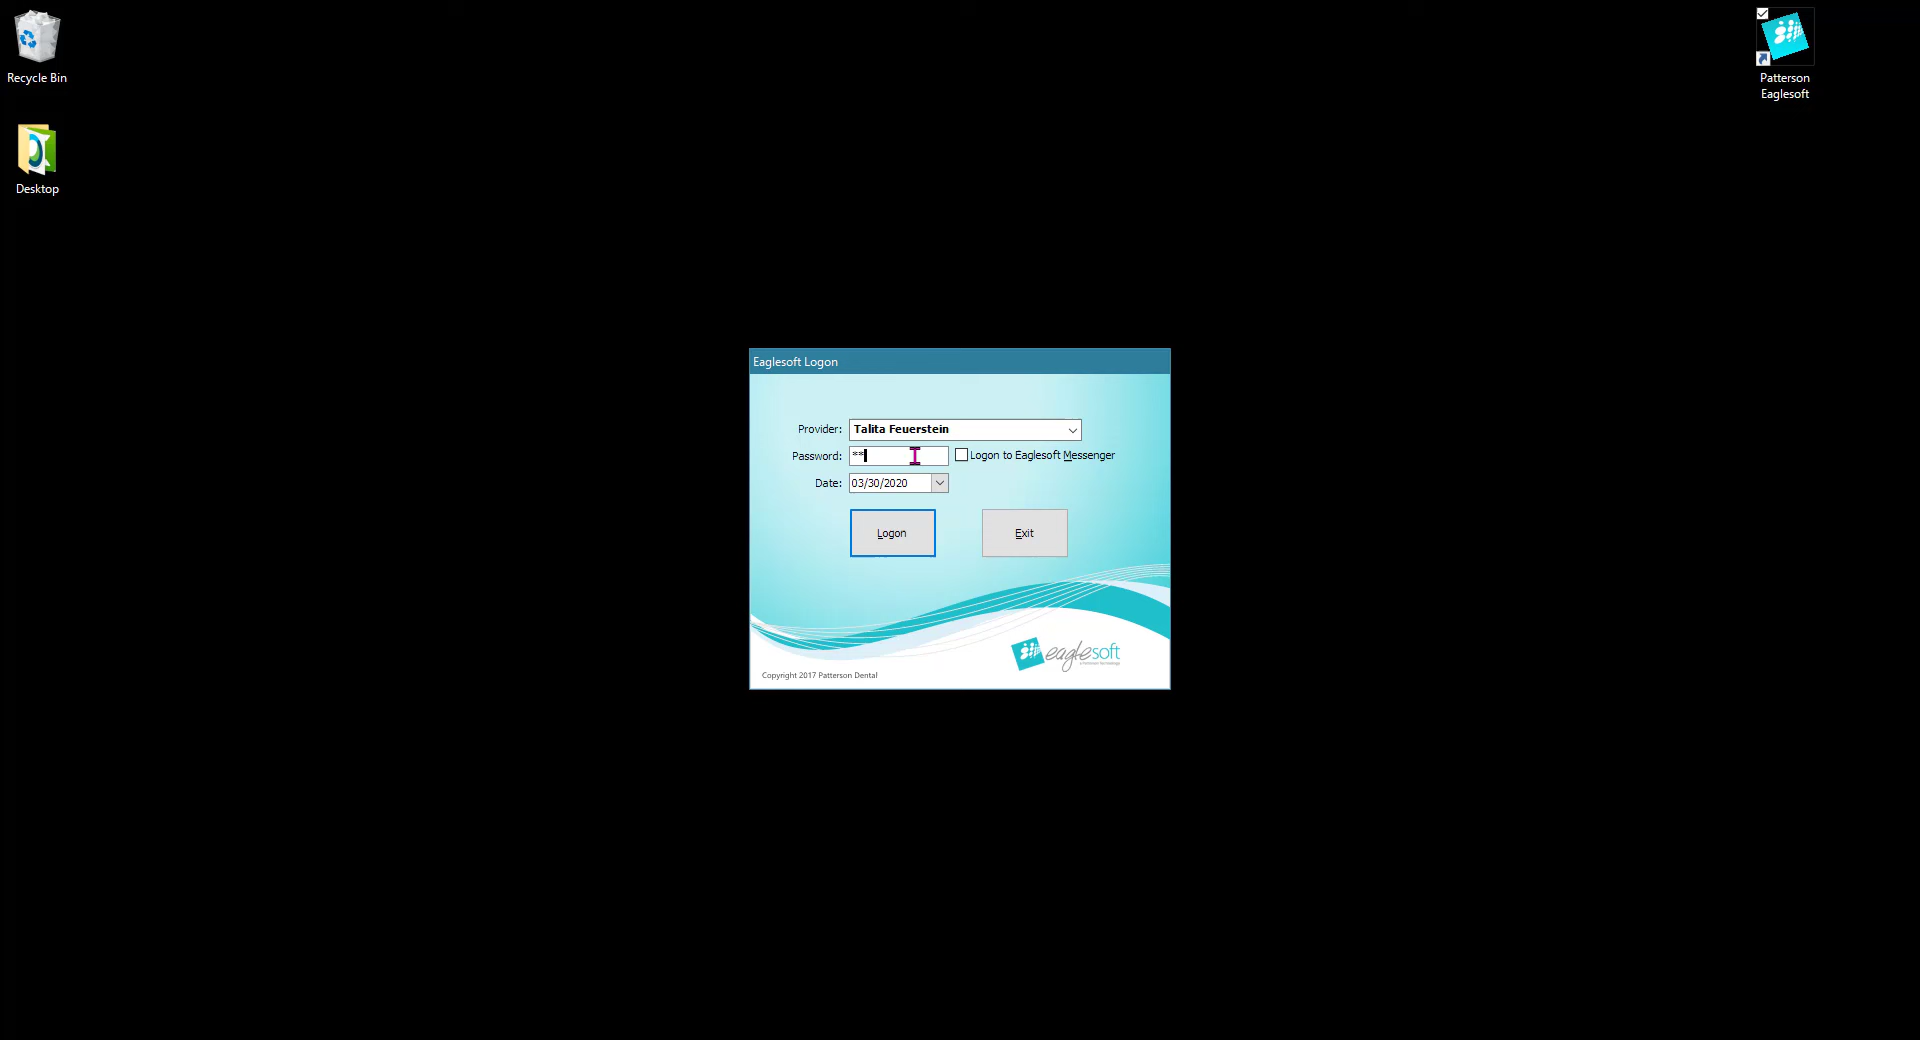 Recycle Bin
Desktop
Patterson
Eaglesoft
Eaglesoft Logon
Provider: Talita Feuerstein
Password: ** Logon to Eaglesoft Messenger
Date: 03/30/2020
Logon Exit
eaglesoft
Copyright 2017 Patterson Dental